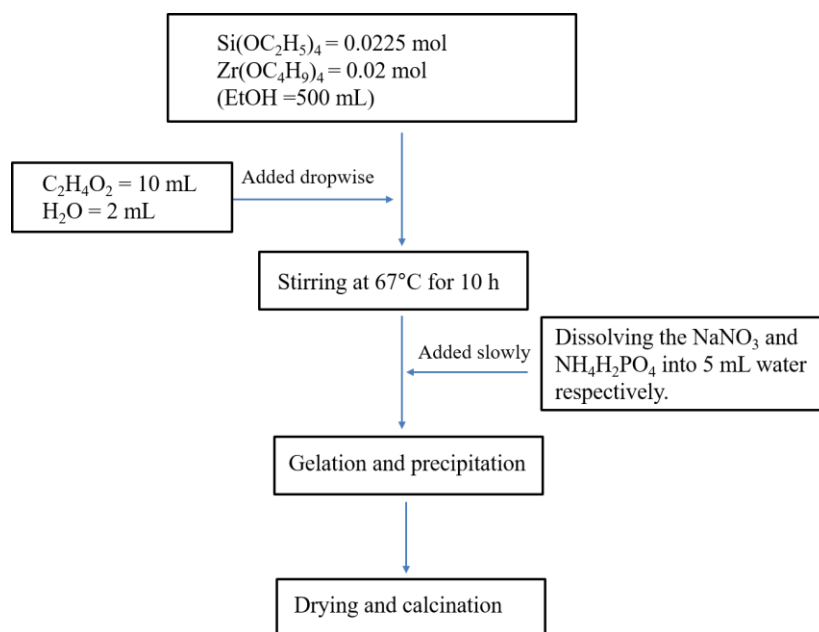 Si(OC₂H₅)₄ = 0.0225 mol
Zr(OC₄H₉)₄ = 0.02 mol
(EtOH =500 mL)
C₂H₄O₂ = 10 mL
H₂O = 2 mL
Added dropwise
Stirring at 67°C for 10 h
Added slowly
Dissolving the NaNO₃ and
NH₄H₂PO₄ into 5 mL water
respectively.
Gelation and precipitation
Drying and calcination